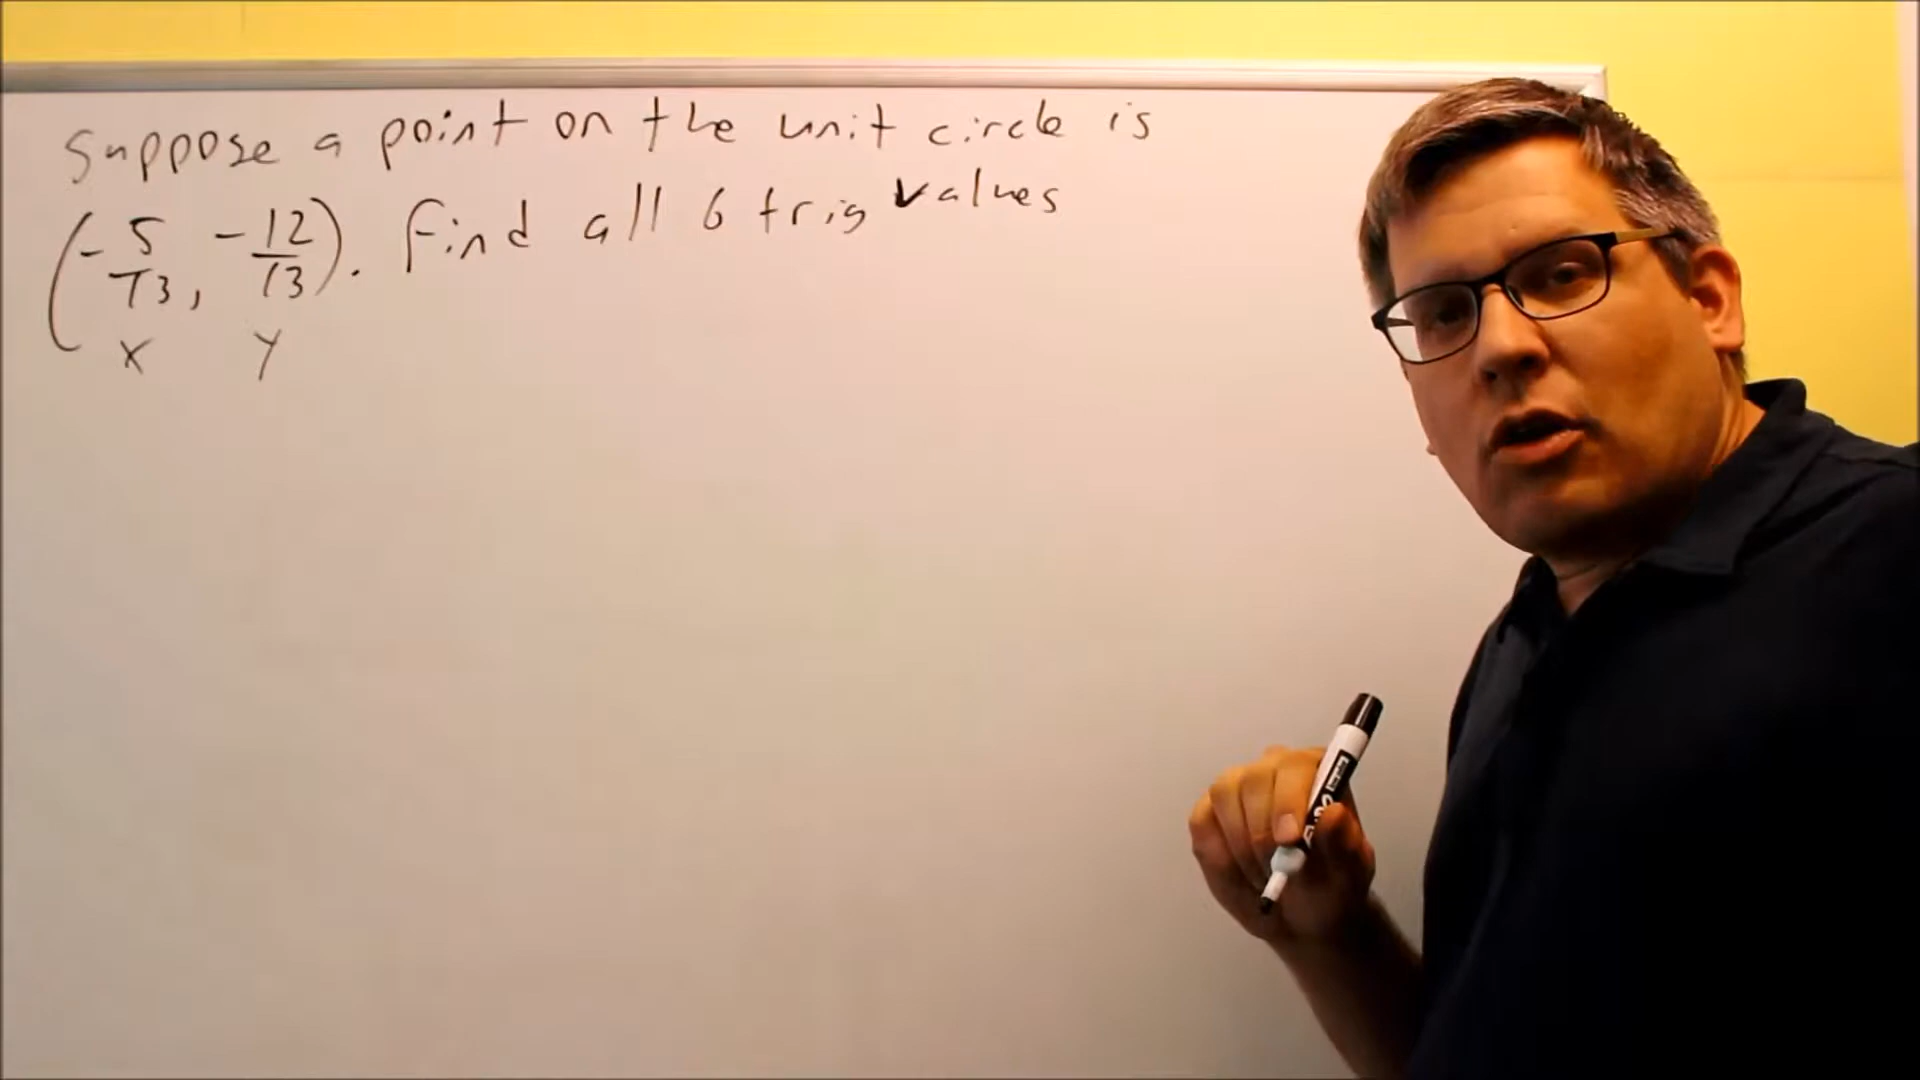 Suppose a point on the unit circle is
(-5/13, -12/13). Find all 6 trig values
x y